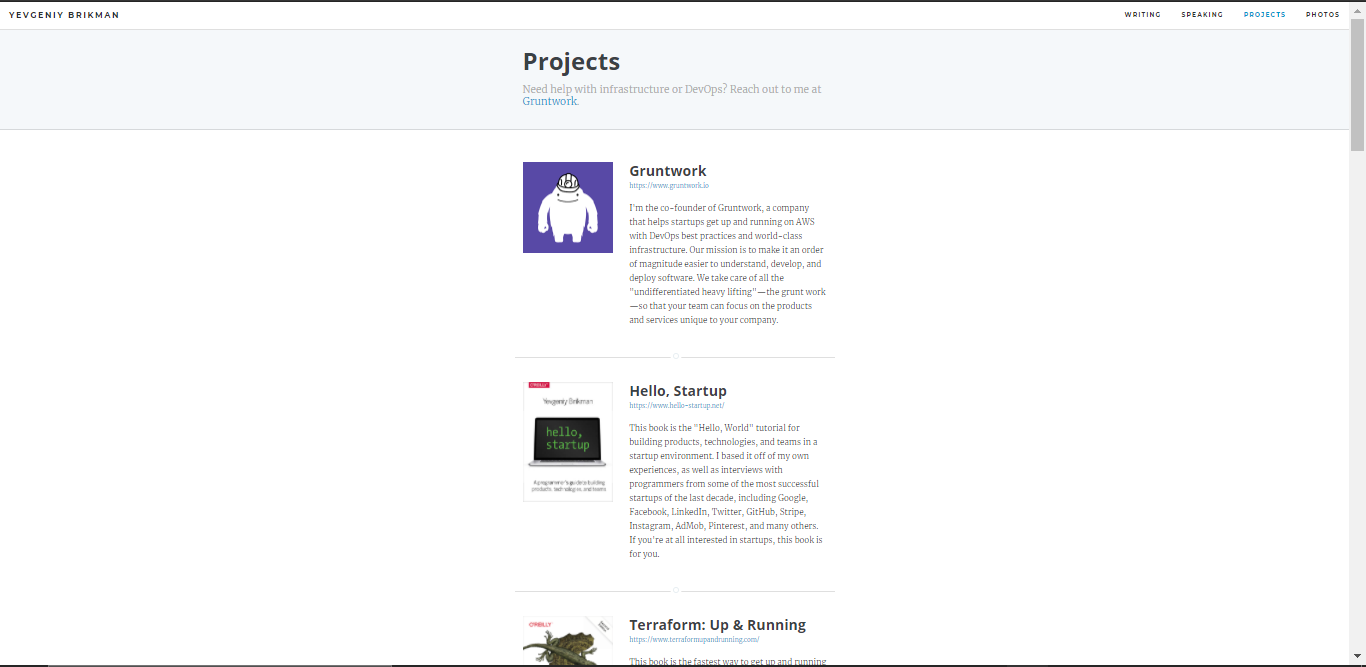 YEVGENIY BRIKMAN
WRITING SPEAKING PROJECTS PHOTOS
Projects
Need help with infrastructure or DevOps? Reach out to me at
Gruntwork.
Gruntwork
https://www.gruntwork.io
I'm the co-founder of Gruntwork, a company
that helps startups get up and running on AWS
with DevOps best practices and world-class
infrastructure. Our mission is to make it an order
of magnitude easier to understand, develop, and
deploy software. We take care of all the
"undifferentiated heavy lifting"—the grunt work
—so that your team can focus on the products
and services unique to your company.
O'REILLY
Yevgeniy Brikman
hello,
startup
A programmer's guide to building
products, technologies, and teams
Hello, Startup
https://www.hello-startup.net/
This book is the "Hello, World" tutorial for
building products, technologies, and teams in a
startup environment. I based it off of my own
experiences, as well as interviews with
programmers from some of the most successful
startups of the last decade, including Google,
Facebook, LinkedIn, Twitter, GitHub, Stripe,
Instagram, AdMob, Pinterest, and many others.
If you're at all interested in startups, this book is
for you.
O'REILLY
Terraform: Up & Running
https://www.terraformupandrunning.com/
This book is the fastest way to get up and running